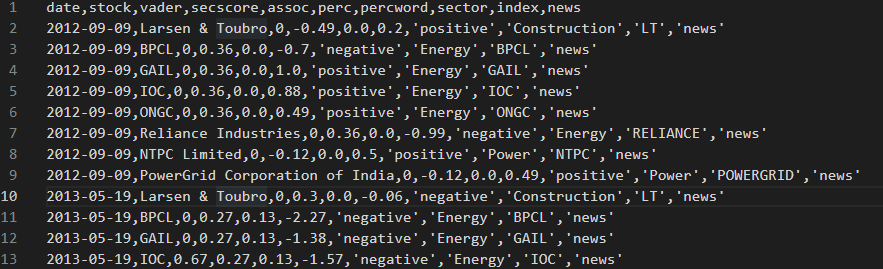 1 date,stock,vader,secscore,assoc,perc,percword,sector,index,news
2 2012-09-09,Larsen & Toubro,0,-0.49,0.0,0.2,'positive','Construction','LT','news'
3 2012-09-09,BPCL,0,0.36,0.0,-0.7,'negative','Energy','BPCL','news'
4 2012-09-09,GAIL,0,0.36,0.0,1.0,'positive','Energy','GAIL','news'
5 2012-09-09,IOC,0,0.36,0.0,0.88,'positive','Energy','IOC','news'
6 2012-09-09,ONGC,0,0.36,0.0,0.49,'positive','Energy','ONGC','news'
7 2012-09-09,Reliance Industries,0,0.36,0.0,-0.99,'negative','Energy','RELIANCE','news'
8 2012-09-09,NTPC Limited,0,-0.12,0.0,0.5,'positive','Power','NTPC','news'
9 2012-09-09,PowerGrid Corporation of India,0,-0.12,0.0,0.49,'positive','Power','POWERGRID','news'
10 2013-05-19,Larsen & Toubro,0,0.3,0.0,-0.06,'negative','Construction','LT','news'
11 2013-05-19,BPCL,0,0.27,0.13,-2.27,'negative','Energy','BPCL','news'
12 2013-05-19,GAIL,0,0.27,0.13,-1.38,'negative','Energy','GAIL','news'
13 2013-05-19,IOC,0.67,0.27,0.13,-1.57,'negative','Energy','IOC','news'